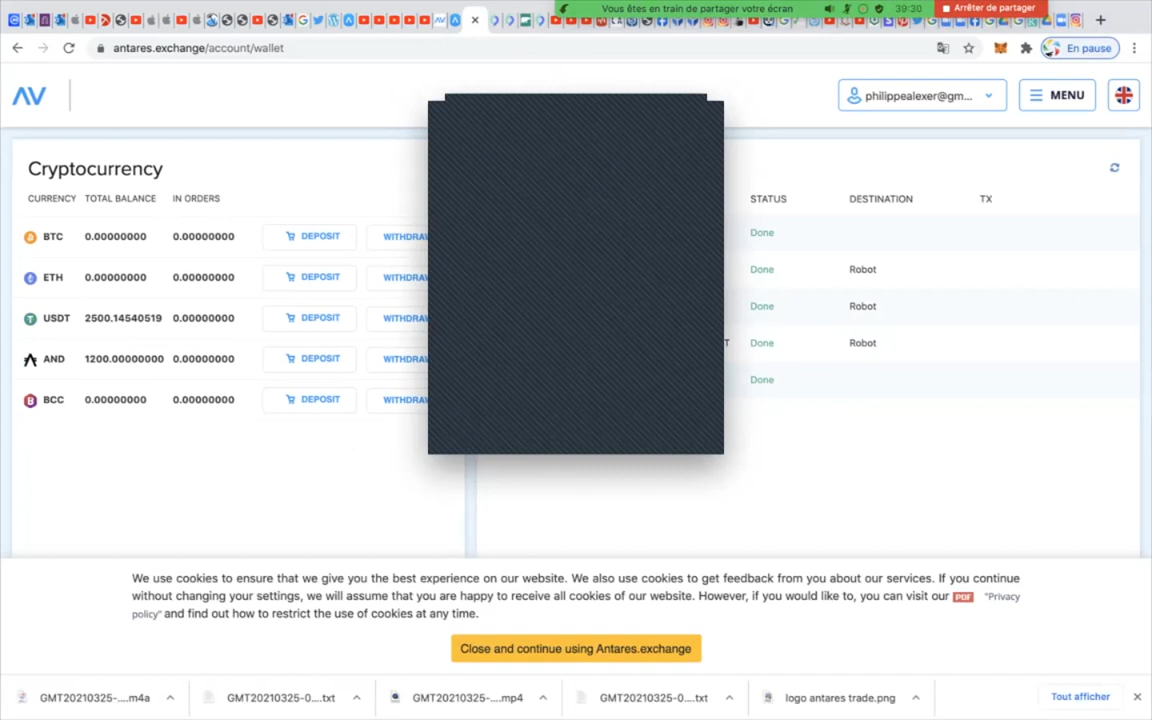 Vous êtes en train de partager votre écran
39:30
Arrêter de partager
antares.exchange/account/wallet
En pause
philippealexer@gm...
MENU
Cryptocurrency
CURRENCY TOTAL BALANCE IN ORDERS
STATUS DESTINATION TX
BTC 0.00000000 0.00000000 DEPOSIT WITHDRAW
ETH 0.00000000 0.00000000 DEPOSIT WITHDRAW
USDT 2500.14540519 0.00000000 DEPOSIT WITHDRAW
AND 1200.00000000 0.00000000 DEPOSIT WITHDRAW
BCC 0.00000000 0.00000000 DEPOSIT WITHDRAW
Done
Done Robot
Done Robot
T Done Robot
Done
We use cookies to ensure that we give you the best experience on our website. We also use cookies to get feedback from you about our services. If you continue
without changing your settings, we will assume that you are happy to receive all cookies of our website. However, if you would like to, you can visit our PDF "Privacy
policy" and find out how to restrict the use of cookies at any time.
Close and continue using Antares.exchange
GMT20210325-....m4a
GMT20210325-0....txt
GMT20210325-....mp4
GMT20210325-0....txt
logo antares trade.png
Tout afficher